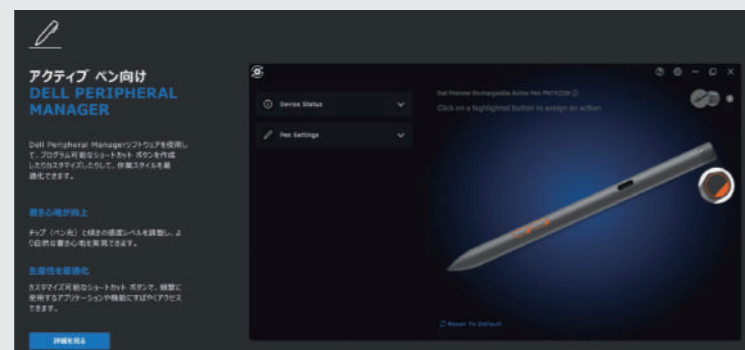 アクティブ ペン向け
DELL PERIPHERAL
MANAGER
Dell Peripheral Managerソフトウェアを使用し
て、プログラム可能なショートカット ボタンを作成
したりカスタマイズしたりして、作業スタイルを最
適化できます。
書き心地が向上
チップ（ペン先）と傾きの感度レベルを調整し、よ
り自然な書き心地を実現できます。
生産性を最適化
カスタマイズ可能なショートカット ボタンで、頻繁に
使用するアプリケーションや機能にすばやくアクセス
できます。
詳細を見る
Device Status
Pen Settings
Dell Premier Rechargeable Active Pen
Click on a highlighted button to assign an action
Reset To Default